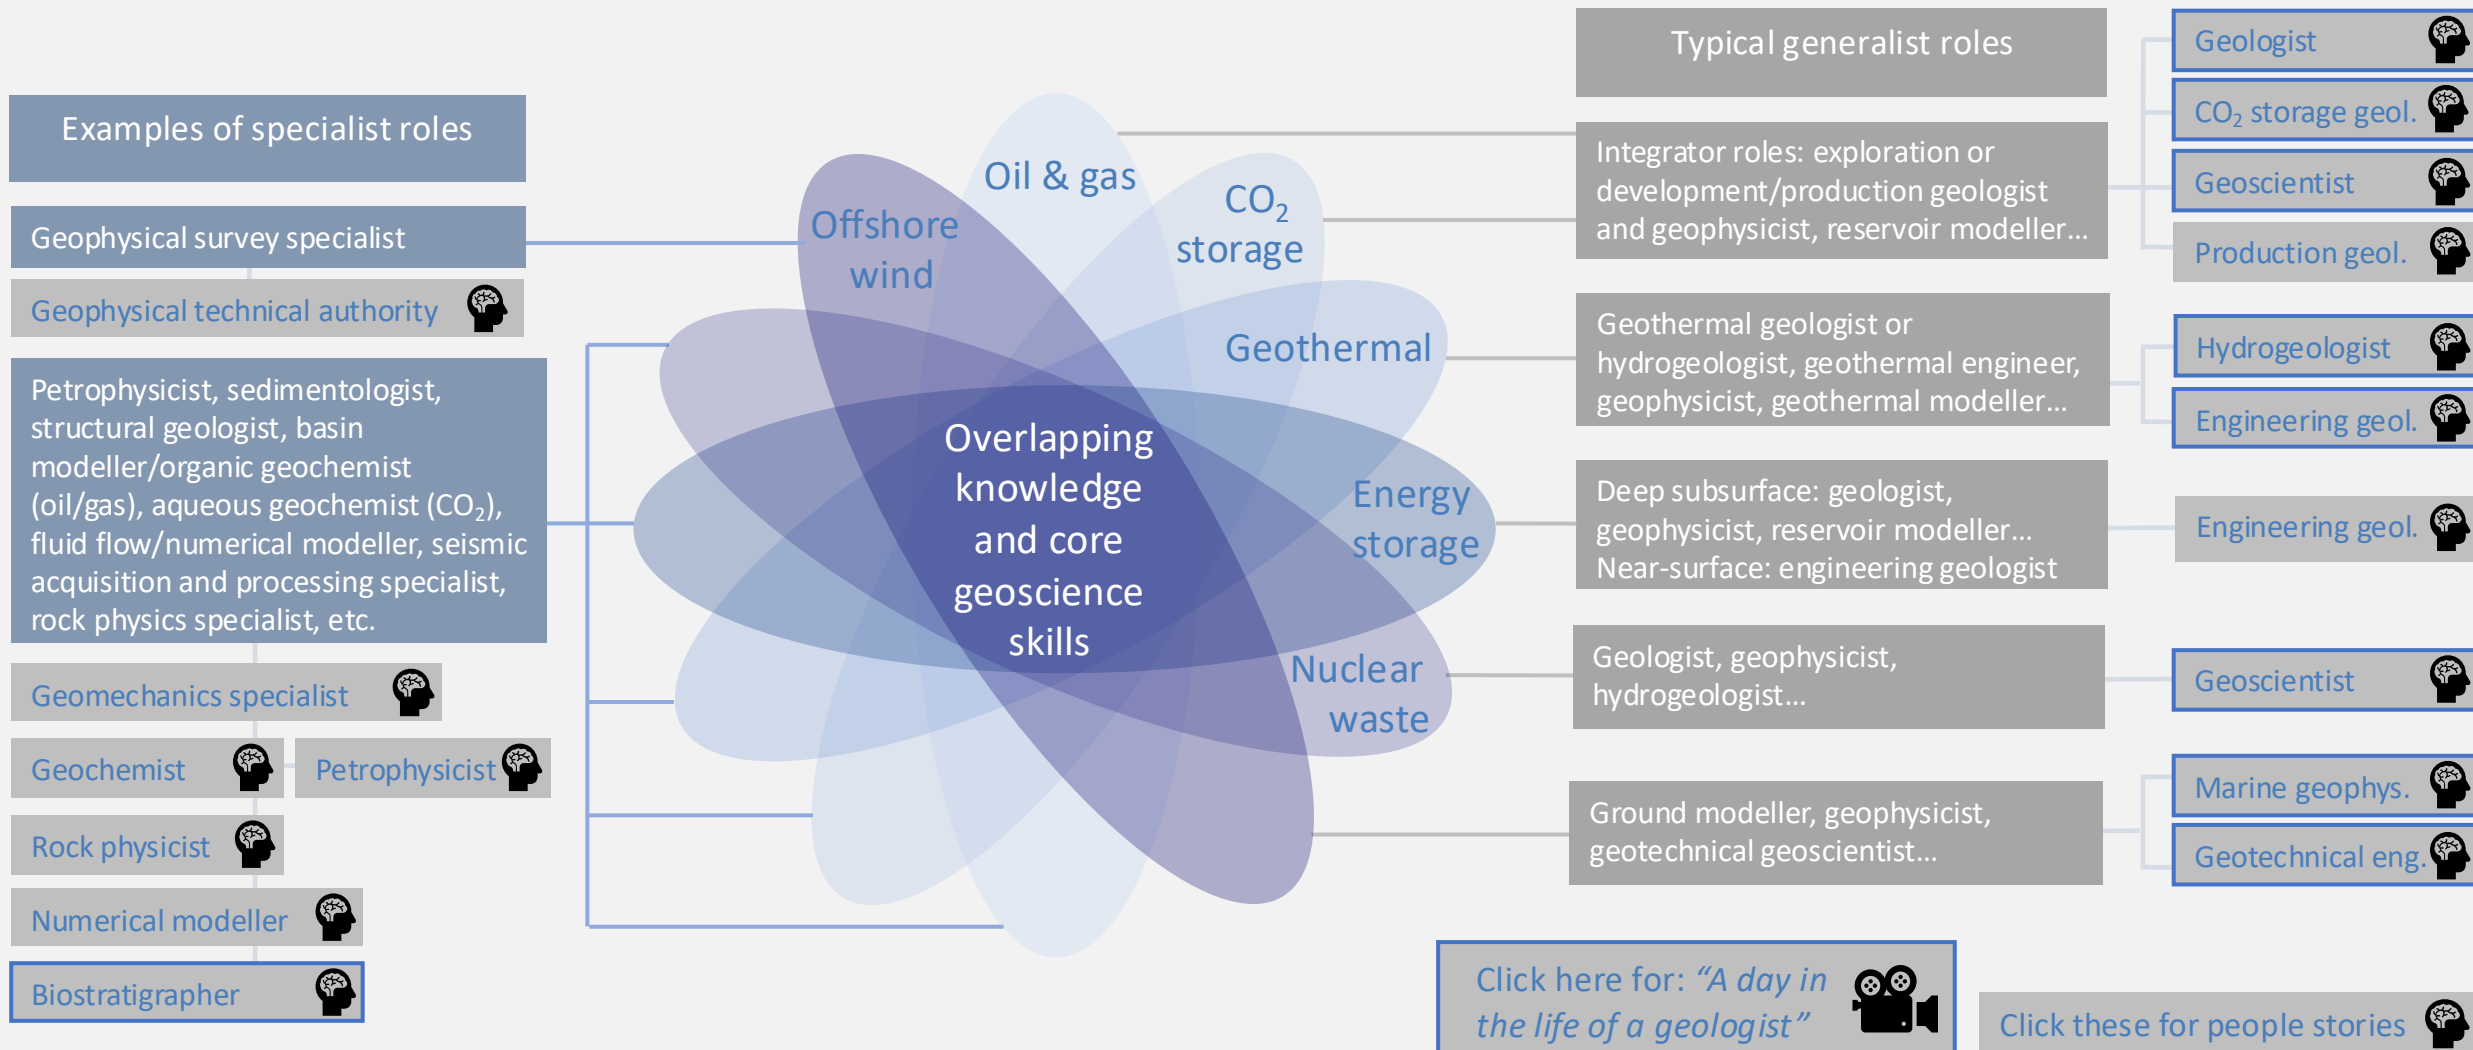 Examples of specialist roles
Geophysical survey specialist
Geophysical technical authority
Petrophysicist, sedimentologist,
structural geologist, basin
modeller/organic geochemist
(oil/gas), aqueous geochemist (CO₂),
fluid flow/numerical modeller, seismic
acquisition and processing specialist,
rock physics specialist, etc.
Geomechanics specialist
Geochemist
Petrophysicist
Rock physicist
Numerical modeller
Biostratigrapher
Offshore
wind
Oil & gas
CO₂
storage
Geothermal
Energy
storage
Nuclear
waste
Overlapping
knowledge
and core
geoscience
skills
Typical generalist roles
Integrator roles: exploration or
development/production geologist
and geophysicist, reservoir modeller...
Geothermal geologist or
hydrogeologist, geothermal engineer,
geophysicist, geothermal modeller...
Deep subsurface: geologist,
geophysicist, reservoir modeller...
Near-surface: engineering geologist
Geologist, geophysicist,
hydrogeologist...
Ground modeller, geophysicist,
geotechnical geoscientist...
Geologist
CO₂ storage geol.
Geoscientist
Production geol.
Hydrogeologist
Engineering geol.
Engineering geol.
Geoscientist
Marine geophys.
Geotechnical eng.
Click here for: “A day in
the life of a geologist”
Click these for people stories